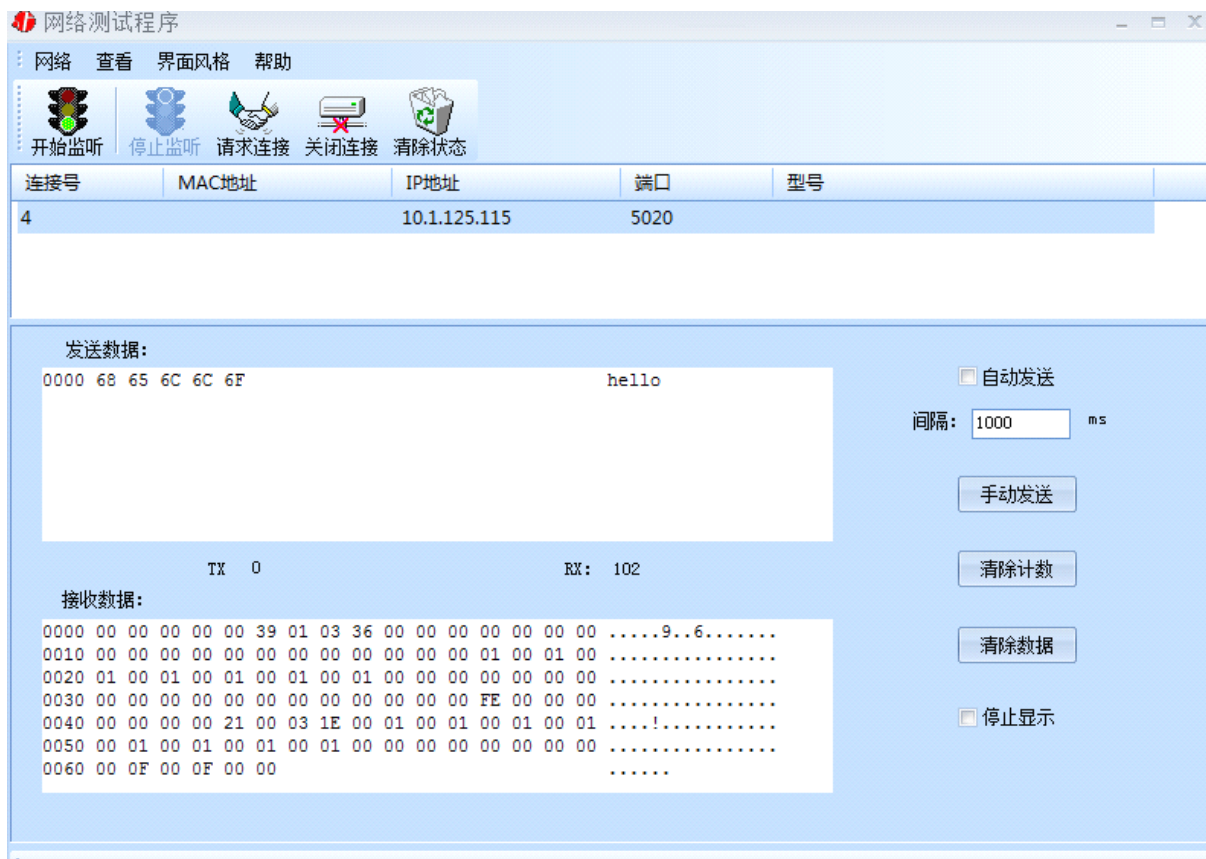 网络测试程序
网络 查看 界面风格 帮助
开始监听 停止监听 请求连接 关闭连接 清除状态
连接号 MAC地址 IP地址 端口 型号
4 10.1.125.115 5020
发送数据:
0000 68 65 6C 6C 6F hello
自动发送
间隔: 1000 ms
手动发送
TX 0 RX: 102
清除计数
接收数据:
0000 00 00 00 00 00 39 01 03 36 00 00 00 00 00 00 00 .....9..6.......
0010 00 00 00 00 00 00 00 00 00 00 00 00 01 00 01 00 ................
0020 01 00 01 00 01 00 01 00 01 00 00 00 00 00 00 00 ................
0030 00 00 00 00 00 00 00 00 00 00 00 00 FE 00 00 00 ................
0040 00 00 00 00 21 00 03 1E 00 01 00 01 00 01 00 01 ....!...........
0050 00 01 00 01 00 01 00 01 00 00 00 00 00 00 00 00 ................
0060 00 0F 00 0F 00 00 ......
清除数据
停止显示